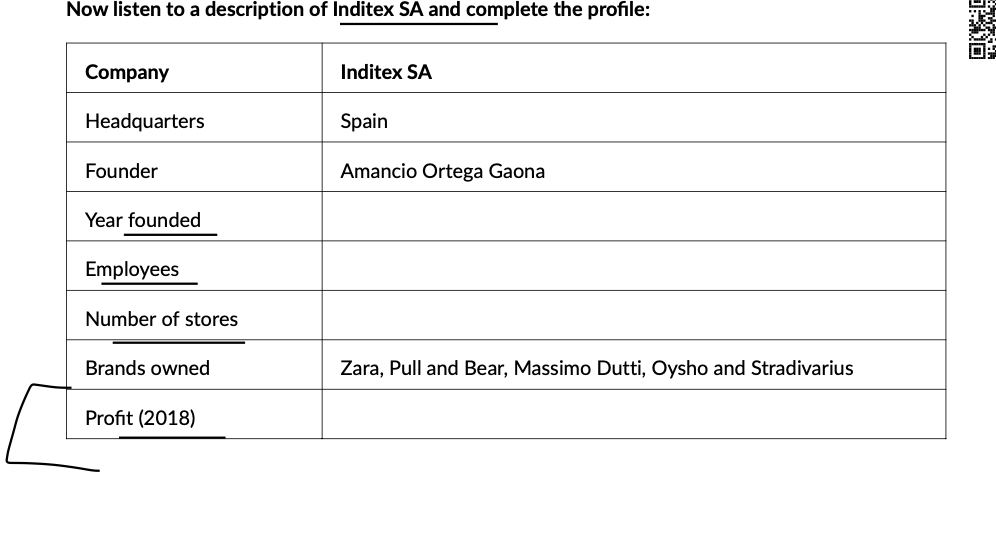 Now listen to a description of Inditex SA and complete the profile:
Company Inditex SA
Headquarters Spain
Founder Amancio Ortega Gaona
Year founded
Employees
Number of stores
Brands owned Zara, Pull and Bear, Massimo Dutti, Oysho and Stradivarius
Profit (2018)